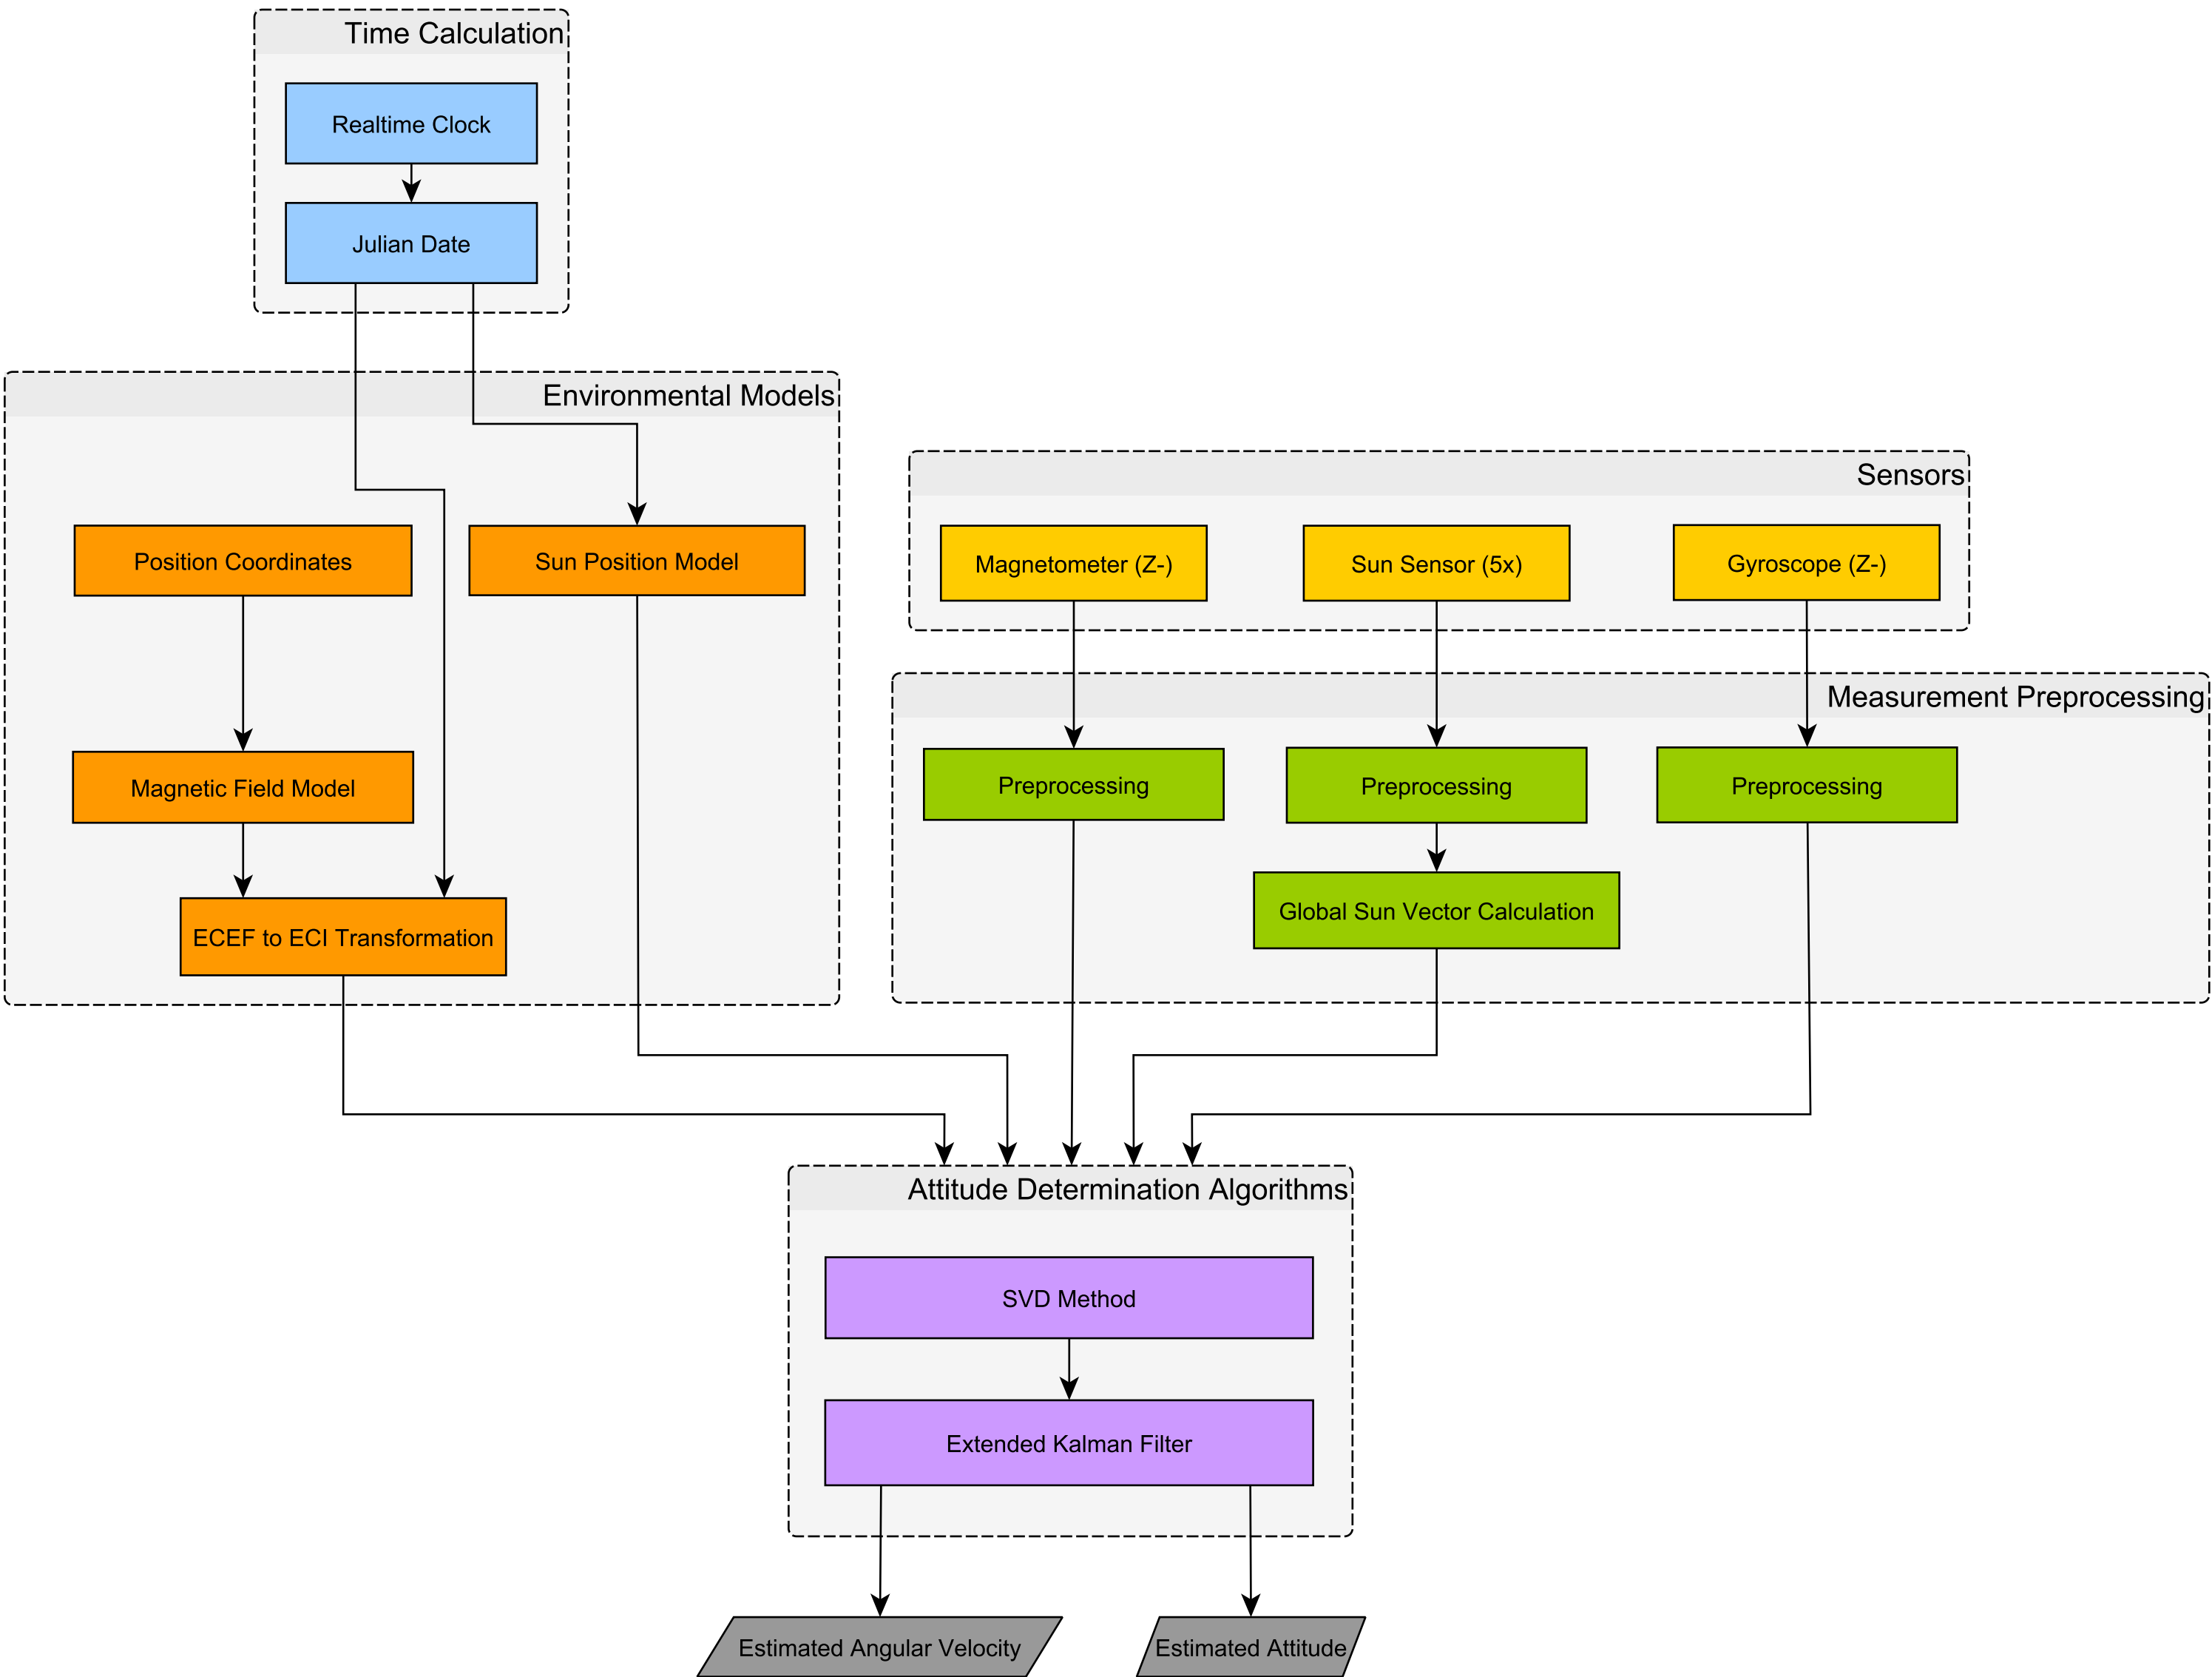 Time Calculation
Realtime Clock
Julian Date
Environmental Models
Position Coordinates
Sun Position Model
Magnetic Field Model
ECEF to ECI Transformation
Sensors
Magnetometer (Z-)
Sun Sensor (5x)
Gyroscope (Z-)
Measurement Preprocessing
Preprocessing
Preprocessing
Preprocessing
Global Sun Vector Calculation
Attitude Determination Algorithms
SVD Method
Extended Kalman Filter
Estimated Angular Velocity
Estimated Attitude